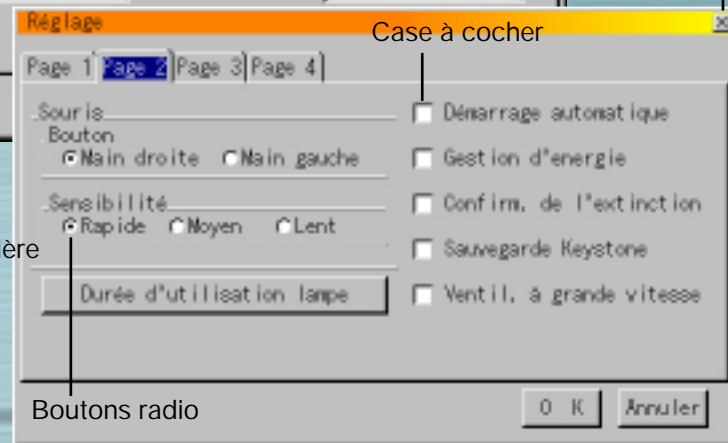 Réglage
Case à cocher
Page 1 Page 2 Page 3 Page 4
Souris
Bouton
Main droite Main gauche
Sensibilité
Rapide Moyen Lent
ère
Durée d'utilisation lampe
Démarrage automatique
Gestion d'energie
Confirm. de l'extinction
Sauvegarde Keystone
Ventil. à grande vitesse
Boutons radio
O K Annuler